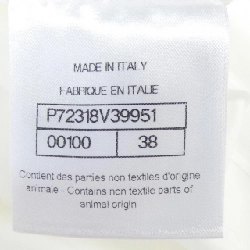 MADE IN ITALY
FABRIQUE EN ITALIE
P72318V39951
00100 38
Contient des parties non textiles d'origine
animale - Contains non textile parts of
animal origin